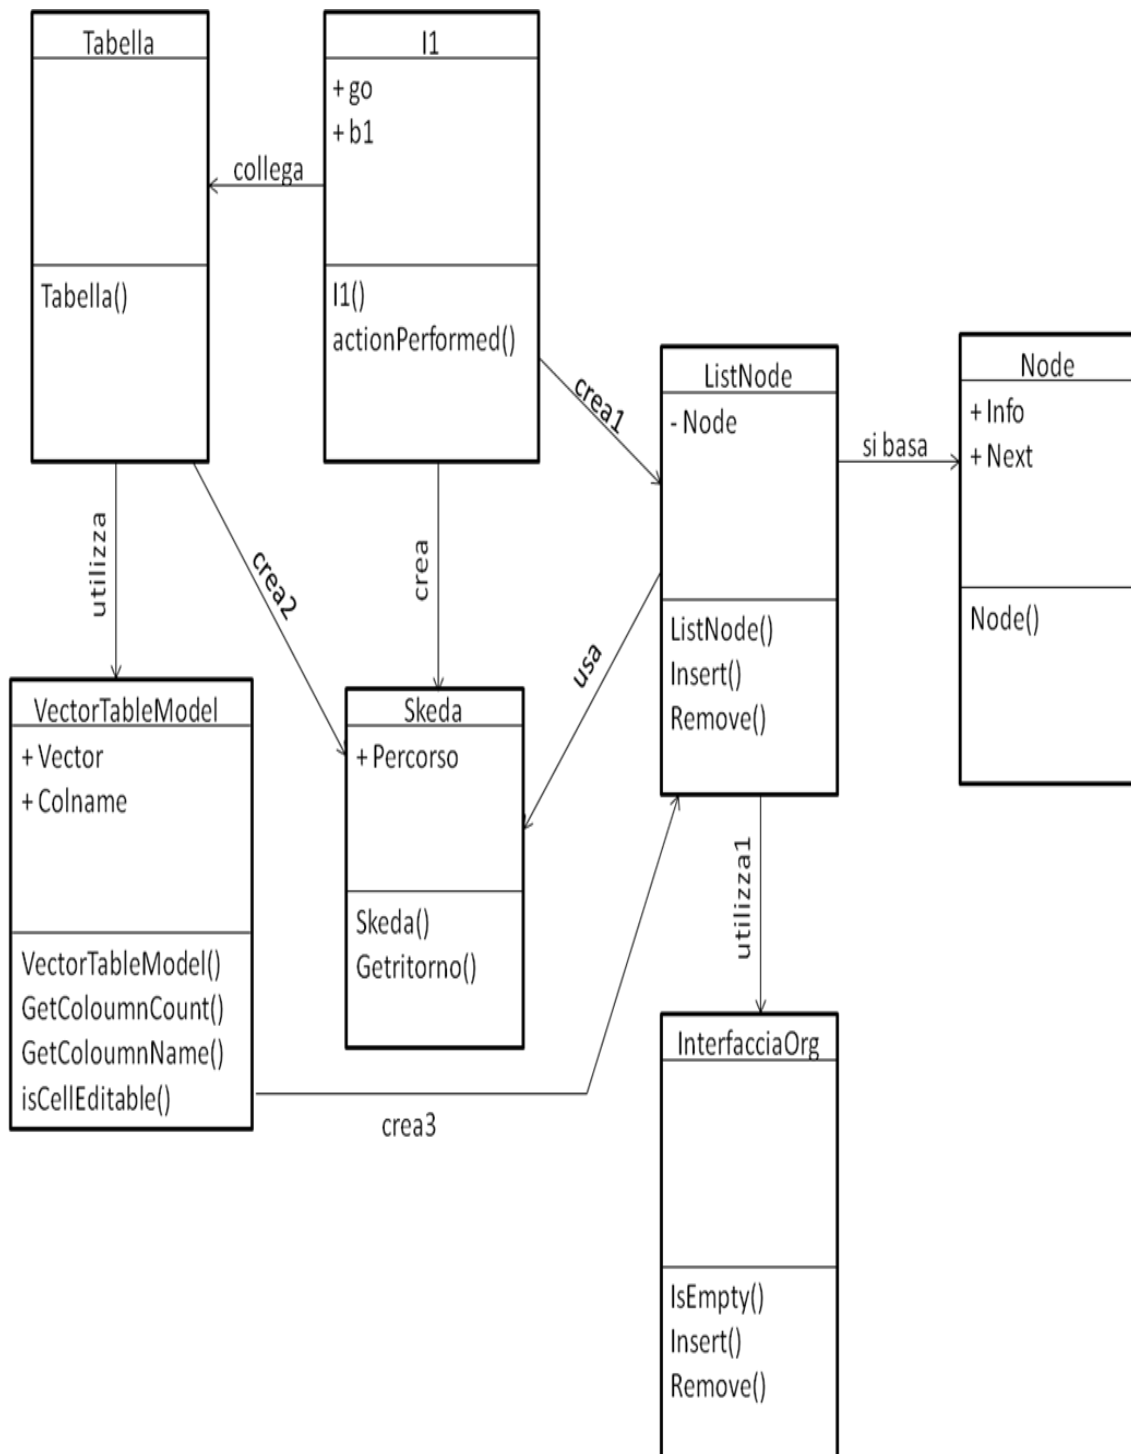 Tabella
Tabella()
I1
+ go
+ b1
I1()
actionPerformed()
collega
crea1
ListNode
- Node
ListNode()
Insert()
Remove()
si basa
Node
+ Info
+ Next
Node()
utilizza
crea2
crea
usa
VectorTableModel
+ Vector
+ Colname
VectorTableModel()
GetColoumnCount()
GetColoumnName()
isCellEditable()
Skeda
+ Percorso
Skeda()
Getritorno()
crea3
utilizza1
InterfacciaOrg
IsEmpty()
Insert()
Remove()